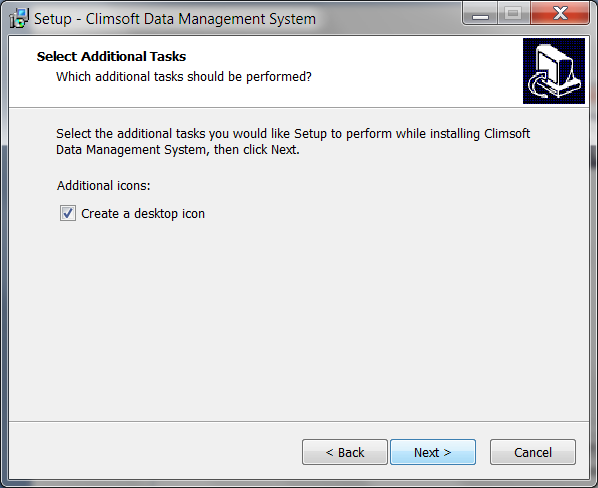 Setup - Climsoft Data Management System
Select Additional Tasks
Which additional tasks should be performed?
Select the additional tasks you would like Setup to perform while installing Climsoft
Data Management System, then click Next.
Additional icons:
Create a desktop icon
< Back
Next >
Cancel